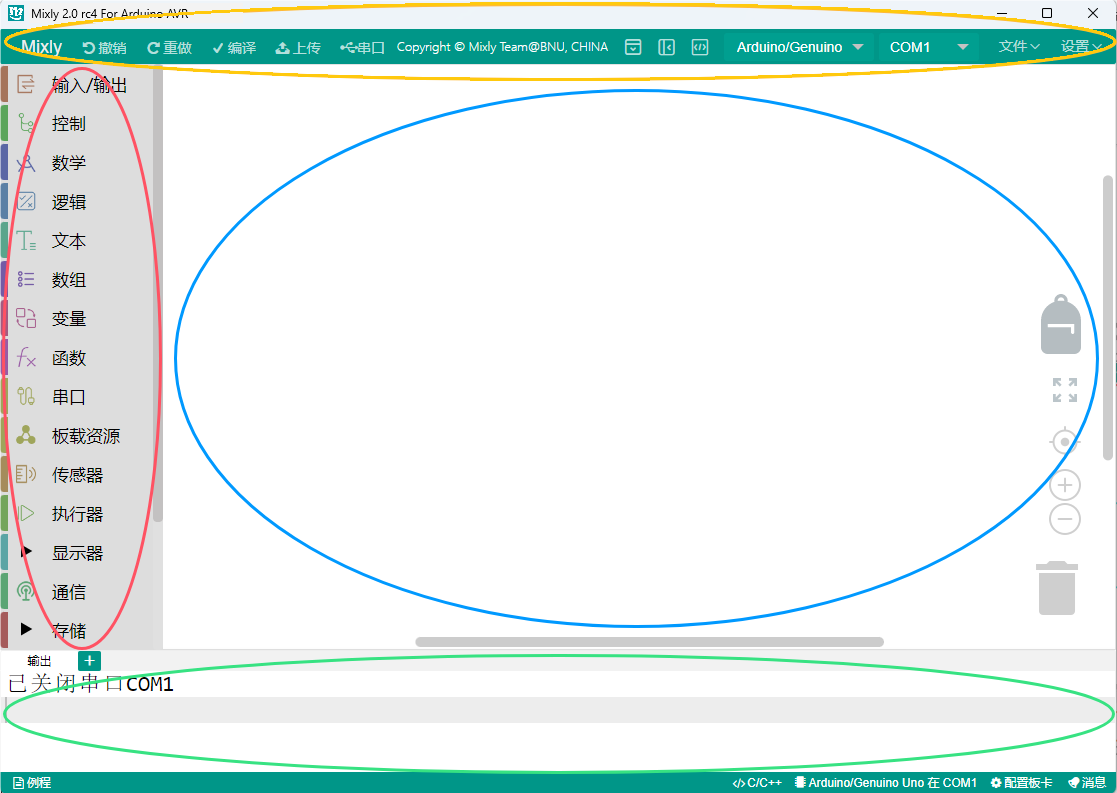 Mixly 2.0 rc4 For Arduino AVR
Mixly 撤销 重做 编译 上传 串口 Copyright © Mixly Team@BNU, CHINA Arduino/Genuino COM1 文件 设置
输入/输出
控制
数学
逻辑
文本
数组
变量
函数
串口
板载资源
传感器
执行器
显示器
通信
存储
输出 +
已关闭串口COM1
例程 C/C++ Arduino/Genuino Uno 在 COM1 配置板卡 消息